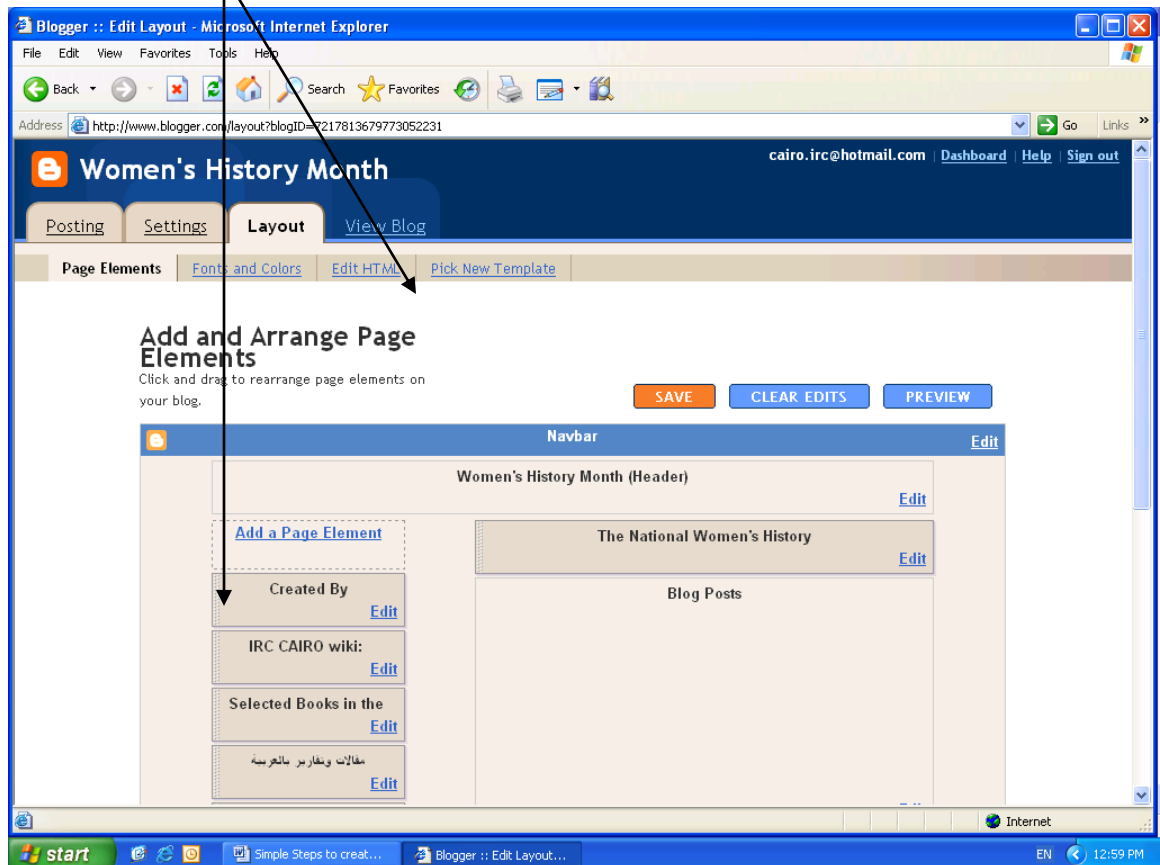 Blogger :: Edit Layout - Microsoft Internet Explorer
File Edit View Favorites Tools Help
Back Search Favorites
Address http://www.blogger.com/layout?blogID=7217813679773052231 Go Links »
cairo.irc@hotmail.com | Dashboard | Help | Sign out
Women's History Month
Posting Settings Layout View Blog
Page Elements Fonts and Colors Edit HTML Pick New Template
Add and Arrange Page
Elements
Click and drag to rearrange page elements on
your blog.
SAVE CLEAR EDITS PREVIEW
Navbar
Edit
Women's History Month (Header)
Edit
Add a Page Element
The National Women's History
Edit
Created By
Edit
Blog Posts
IRC CAIRO wiki:
Edit
Selected Books in the
Edit
مقالات وتقارير بالعربية
Edit
Internet
start Simple Steps to creat... Blogger :: Edit Layout... EN 12:59 PM